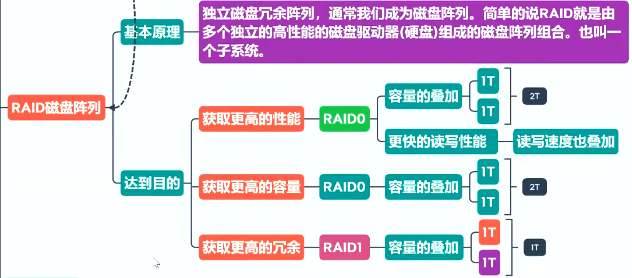 独立磁盘冗余阵列，通常我们成为磁盘阵列。简单的说RAID就是由
多个独立的高性能的磁盘驱动器(硬盘)组成的磁盘阵列组合。也叫一
个子系统。
基本原理
RAID磁盘阵列
达到目的
获取更高的性能
RAID0
容量的叠加
1T
1T
2T
更快的读写性能
读写速度也叠加
获取更高的容量
RAID0
容量的叠加
1T
1T
2T
获取更高的冗余
RAID1
容量的叠加
1T
1T
1T